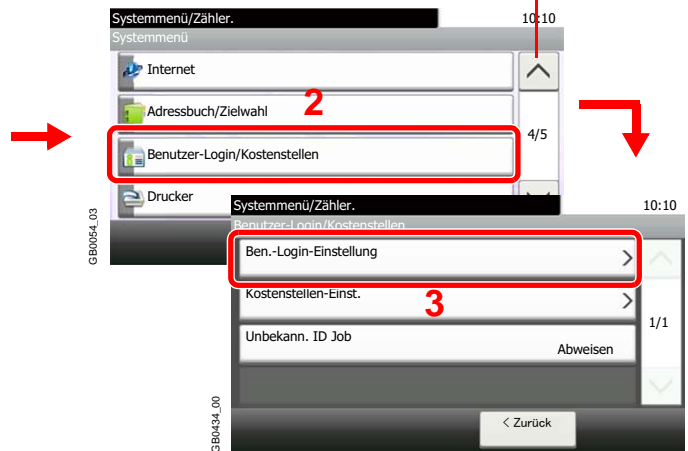 Systemmenü/Zähler.
10:10
Systemmenü
Internet
Adressbuch/Zielwahl
2
4/5
Benutzer-Login/Kostenstellen
Drucker
GB0054_03
Systemmenü/Zähler.
10:10
Benutzer-Login/Kostenstellen
Ben.-Login-Einstellung
Kostenstellen-Einst.
3
1/1
Unbekann. ID Job
Abweisen
< Zurück
GB0434_00